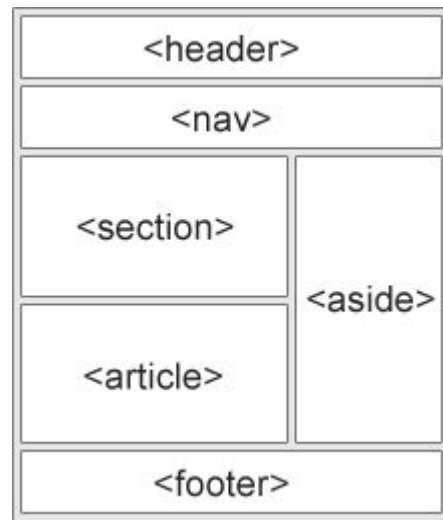 <header>
<nav>
<section>
<aside>
<article>
<footer>